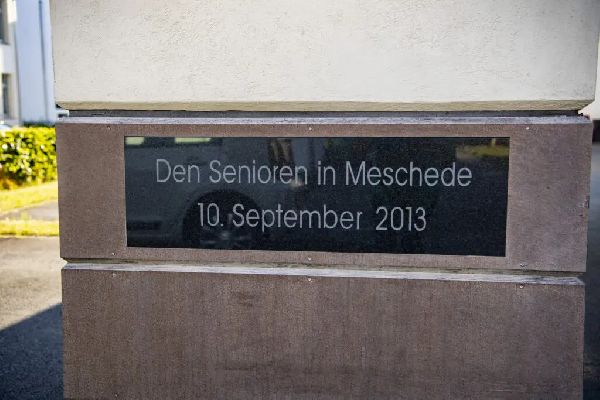 Den Senioren in Meschede
10. September 2013